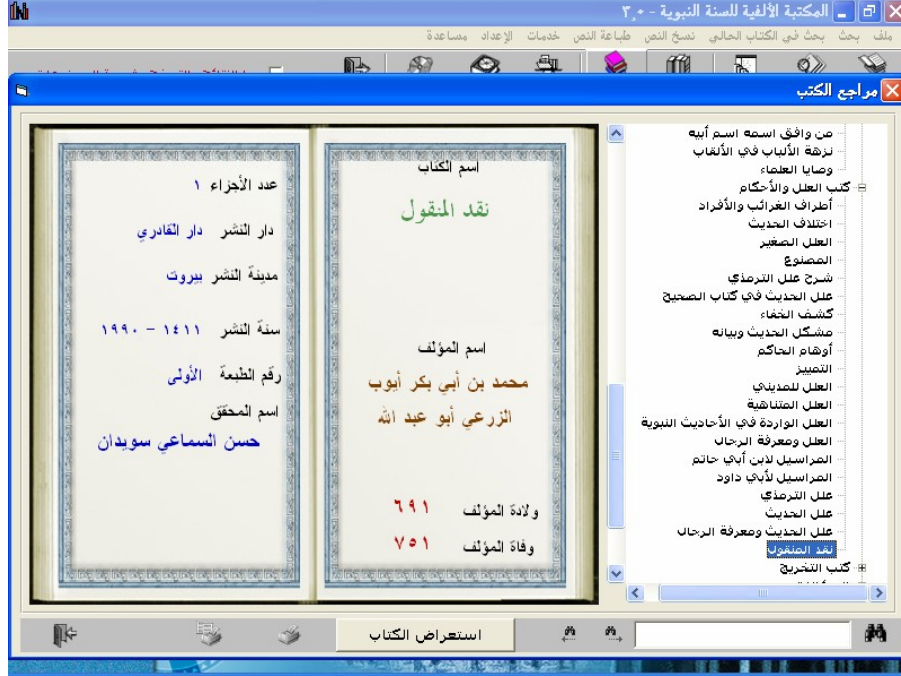 المكتبة الألفية للسنة النبوية - ٣,٠
ملف بحث بحث في الكتاب الحالي نسخ النص طباعة النص خدمات الإعداد مساعدة
مراجع الكتب
من وافق اسمه اسم أبيه
نزهة الألباب في الألقاب
وصايا العلماء
كتب العلل والأحكام
أطراف الغرائب والأفراد
اختلاف الحديث
العلل الصغير
المصنوع
شرح علل الترمذي
علل الحديث في كتاب الصحيح
كشف الخفاء
مشكل الحديث وبيانه
أوهام الحاكم
التمييز
العلل للمديني
العلل المتناهية
العلل الواردة في الأحاديث النبوية
العلل ومعرفة الرجال
المراسيل لابن أبي حاتم
المراسيل لأبي داود
علل الترمذي
علل الحديث
علل الحديث ومعرفة الرجال
نقد المنقول
كتب التخريج
اسم الكتاب
نقد المنقول
اسم المؤلف
محمد بن أبي بكر أيوب
الزرعي أبو عبد الله
ولادة المؤلف ٦٩١
وفاة المؤلف ٧٥١
عدد الأجزاء ١
دار النشر دار القادري
مدينة النشر بيروت
سنة النشر ١٤١١ - ١٩٩٠
رقم الطبعة الأولى
اسم المحقق
حسن السماعي سويدان
استعراض الكتاب